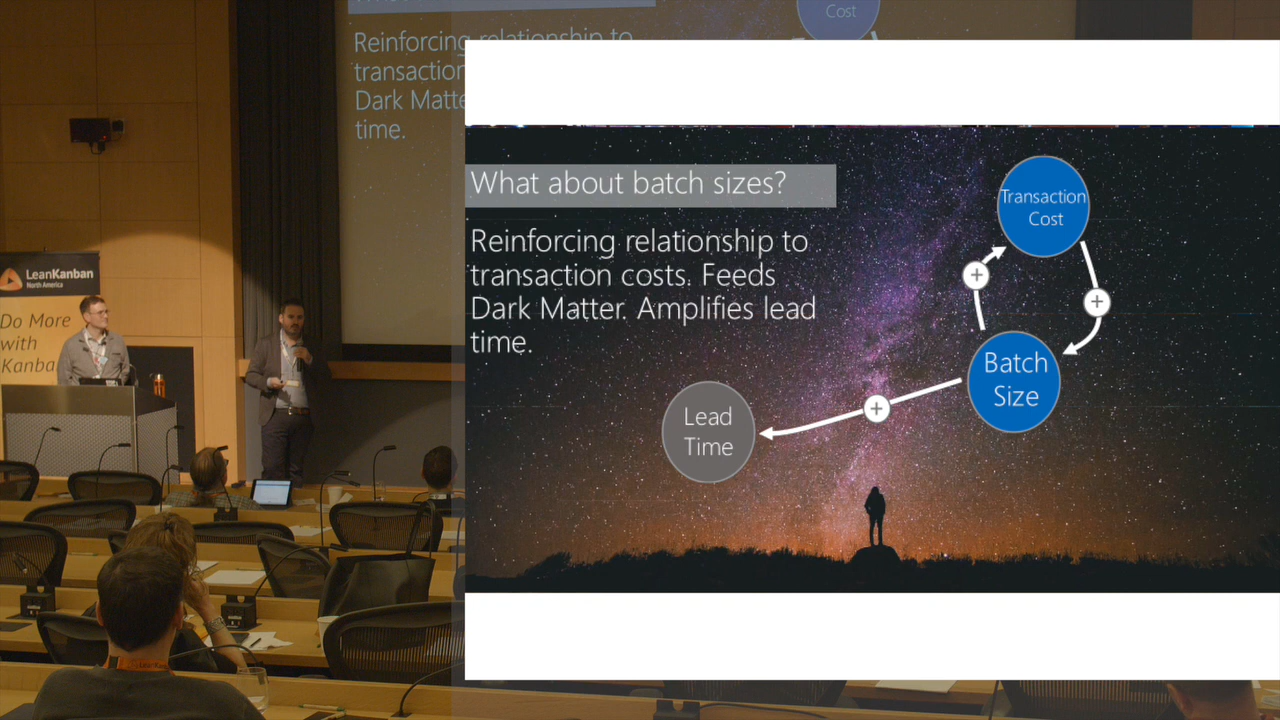 Cost
Reinforcing relationship to
transaction
Dark Matte
time.
What about batch sizes?
Reinforcing relationship to
transaction costs. Feeds
Dark Matter. Amplifies lead
time.
Transaction
Cost
+
+
Batch
Size
+
Lead
Time
LeanKanban
North America
Do More
with
Kanba